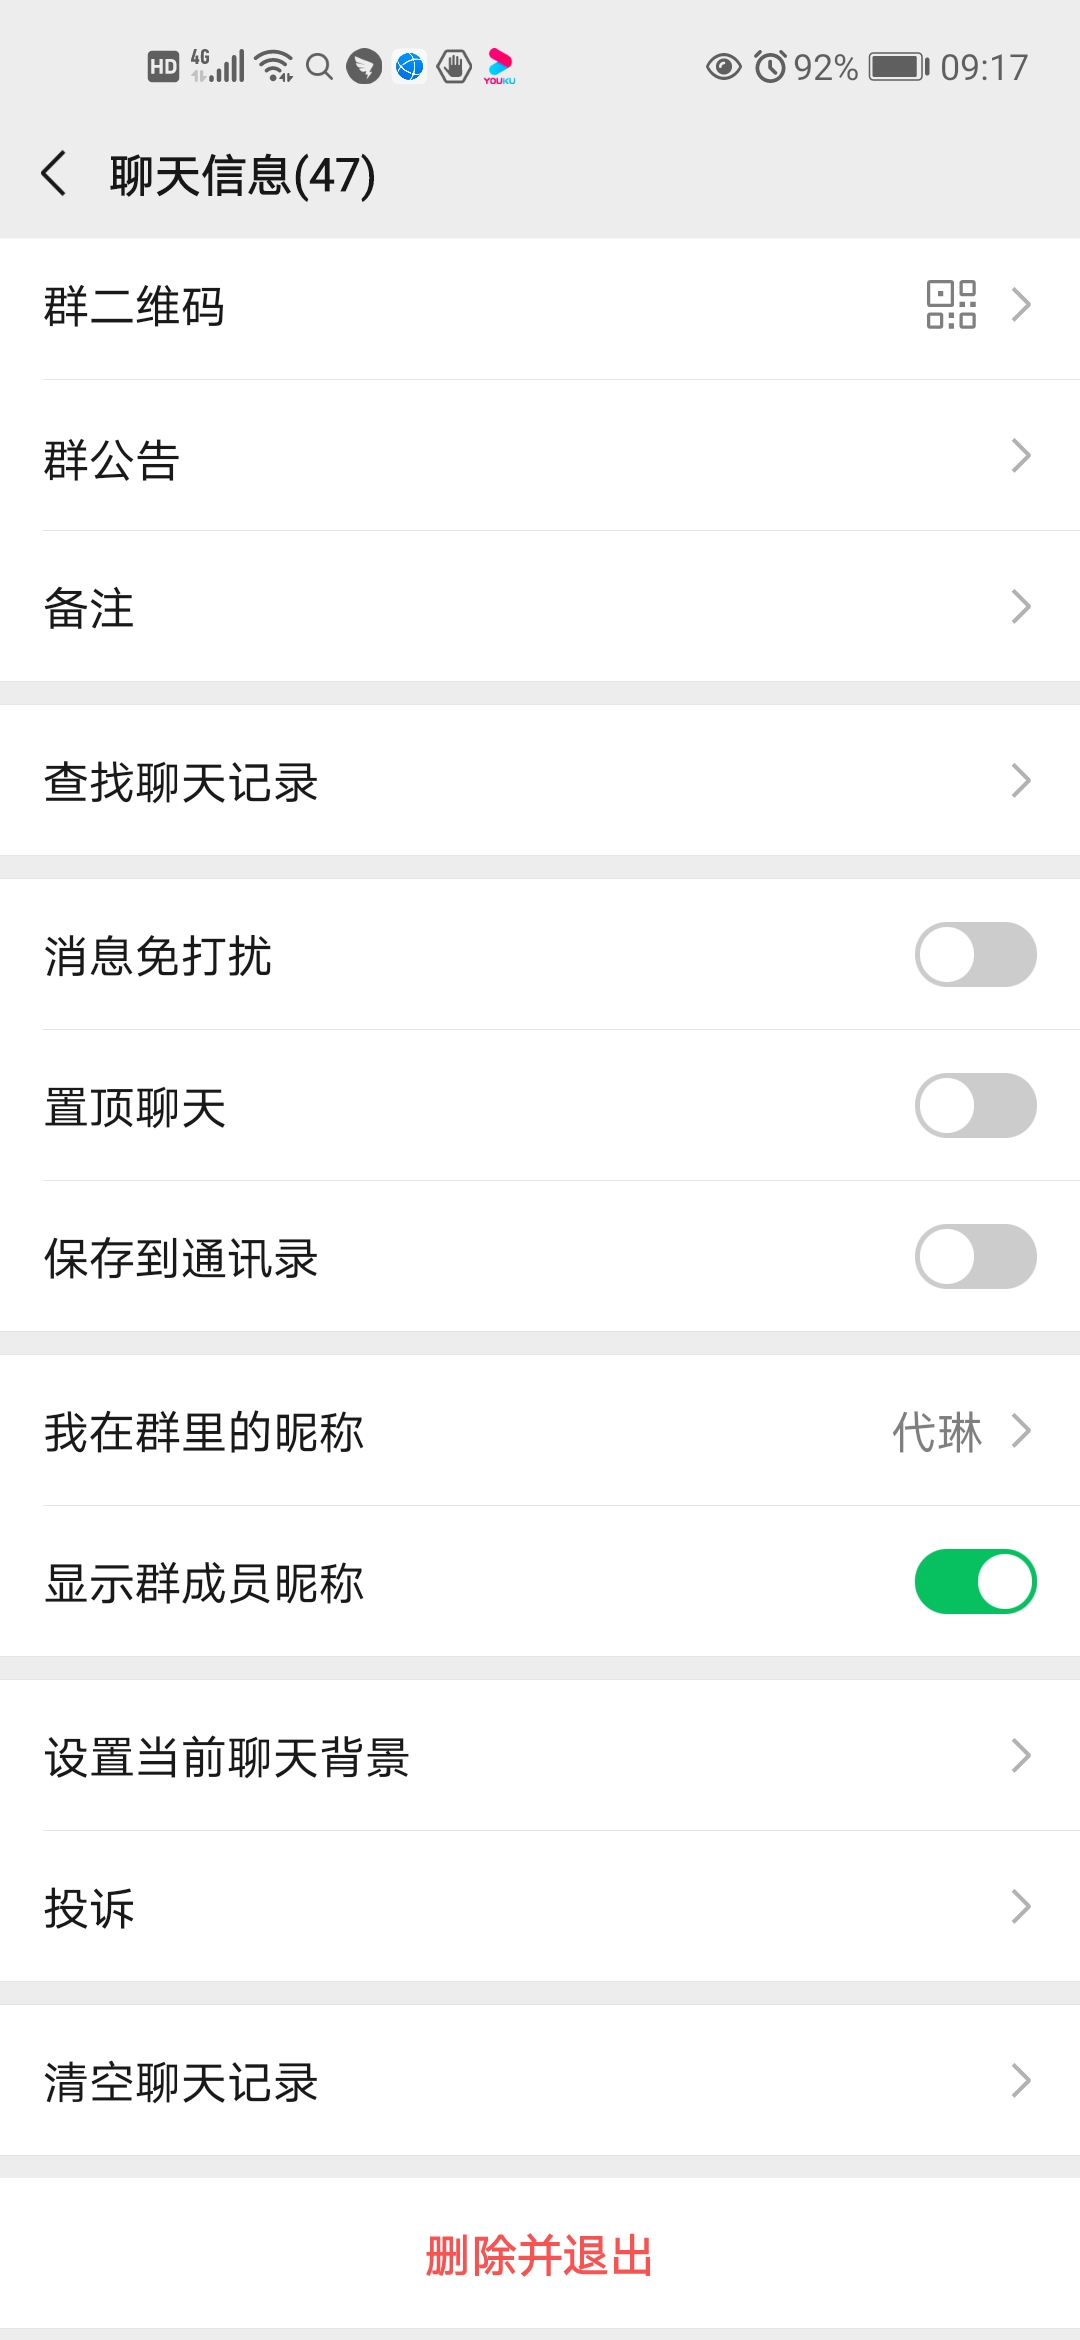 HD 4G YOUKU 92% 09:17
聊天信息(47)
群二维码
群公告
备注
查找聊天记录
消息免打扰
置顶聊天
保存到通讯录
我在群里的昵称 代琳
显示群成员昵称
设置当前聊天背景
投诉
清空聊天记录
删除并退出